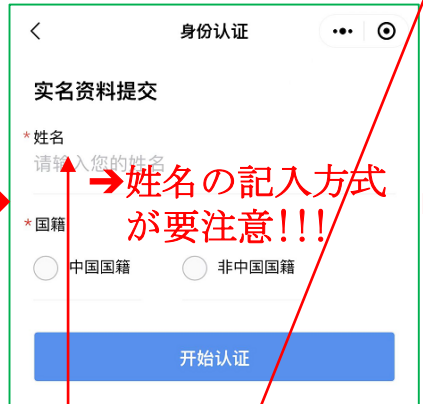 身份认证
实名资料提交
*姓名
请输入您的姓名
➔姓名の記入方式
が要注意!!!
*国籍
中国国籍
非中国国籍
开始认证